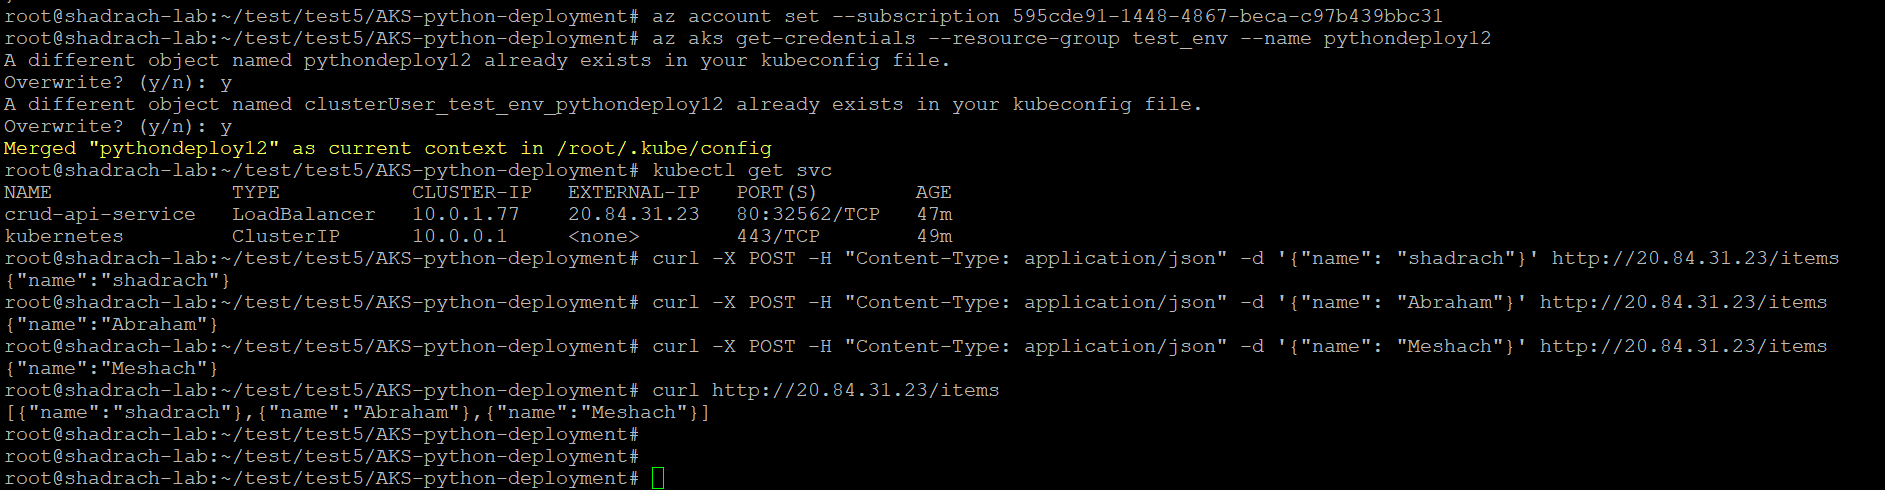 root@shadrach-lab:~/test/test5/AKS-python-deployment# az account set --subscription 595cde91-1448-4867-beca-c97b439bbc31
root@shadrach-lab:~/test/test5/AKS-python-deployment# az aks get-credentials --resource-group test_env --name pythondeploy12
A different object named pythondeploy12 already exists in your kubeconfig file.
Overwrite? (y/n): y
A different object named clusterUser_test_env_pythondeploy12 already exists in your kubeconfig file.
Overwrite? (y/n): y
Merged "pythondeploy12" as current context in /root/.kube/config
root@shadrach-lab:~/test/test5/AKS-python-deployment# kubectl get svc
NAME               TYPE           CLUSTER-IP   EXTERNAL-IP   PORT(S)        AGE
crud-api-service   LoadBalancer   10.0.1.77    20.84.31.23   80:32562/TCP   47m
kubernetes         ClusterIP      10.0.0.1     <none>        443/TCP        49m
root@shadrach-lab:~/test/test5/AKS-python-deployment# curl -X POST -H "Content-Type: application/json" -d '{"name": "shadrach"}' http://20.84.31.23/items
{"name":"shadrach"}
root@shadrach-lab:~/test/test5/AKS-python-deployment# curl -X POST -H "Content-Type: application/json" -d '{"name": "Abraham"}' http://20.84.31.23/items
{"name":"Abraham"}
root@shadrach-lab:~/test/test5/AKS-python-deployment# curl -X POST -H "Content-Type: application/json" -d '{"name": "Meshach"}' http://20.84.31.23/items
{"name":"Meshach"}
root@shadrach-lab:~/test/test5/AKS-python-deployment# curl http://20.84.31.23/items
[{"name":"shadrach"},{"name":"Abraham"},{"name":"Meshach"}]
root@shadrach-lab:~/test/test5/AKS-python-deployment#
root@shadrach-lab:~/test/test5/AKS-python-deployment#
root@shadrach-lab:~/test/test5/AKS-python-deployment#